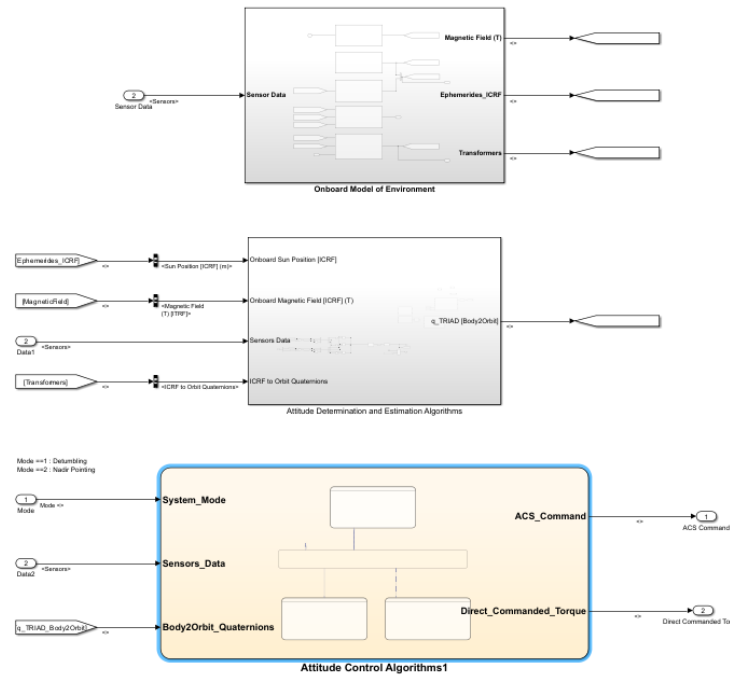 Magnetic Field (T)
<>
2
Sensor Data
<Sensors>
Sensor Data
Ephemerides_ICRF
<>
Transformers
<>
Onboard Model of Environment
Ephemerides_ICRF]
<>
<Sun Position [ICRF] (m)>
Onboard Sun Position [ICRF]
[MagneticField]
<>
<Magnetic Field
(T) [ITRF]>
Onboard Magnetic Field [ICRF] (T)
q_TRIAD [Body2Orbit]
<>
2
Data1
<Sensors>
Sensors Data
[Transformers]
<>
<ICRF to Orbit Quaternions>
ICRF to Orbit Quaternions
Attitude Determination and Estimation Algorithms
Mode ==1 : Detumbling
Mode ==2 : Nadir Pointing
1
Mode
Mode <>
System_Mode
ACS_Command
<>
1
ACS Command
2
Data2
<Sensors>
Sensors_Data
q_TRIAD_Body2Orbit]
<>
Body2Orbit_Quaternions
Direct_Commanded_Torque
<>
2
Direct Commanded To
Attitude Control Algorithms1